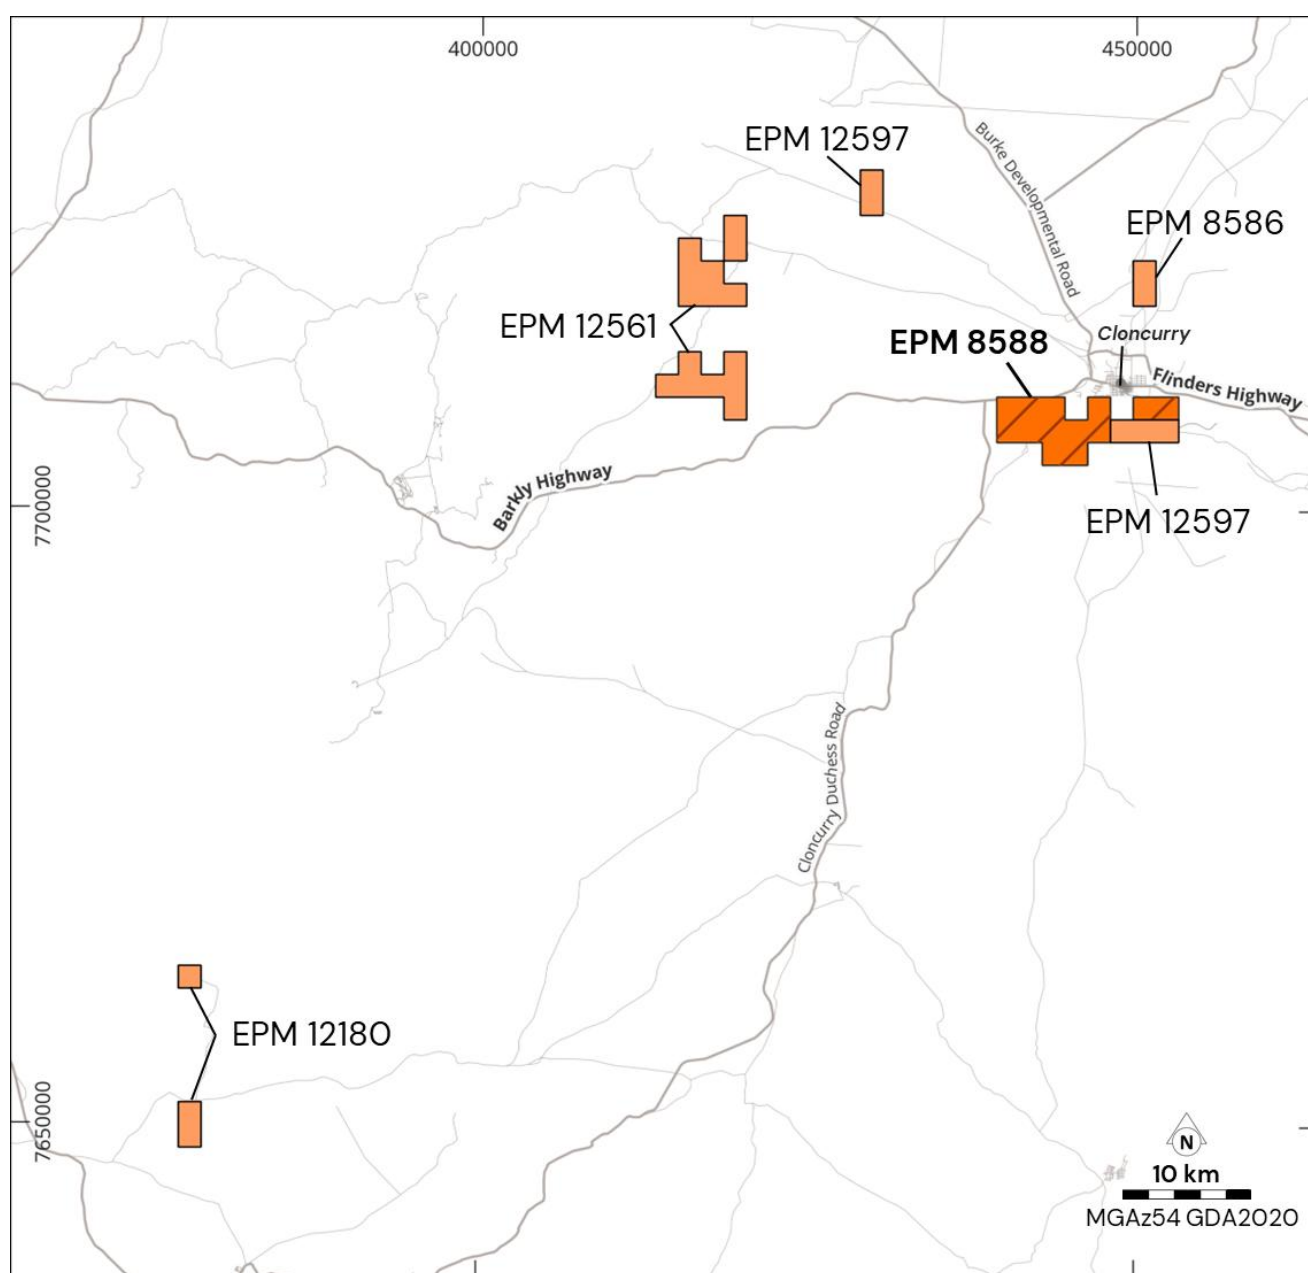 400000
450000
EPM 12597
Burke Developmental Road
EPM 8586
EPM 12561
EPM 8588
Cloncurry
Flinders Highway
Barkly Highway
7700000
EPM 12597
Cloncurry Duchess Road
EPM 12180
7650000
N
10 km
MGAz54 GDA2020